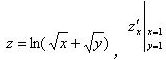 z = ln(√x + √y) , z'ₓ |ₓ₌₁ y=1